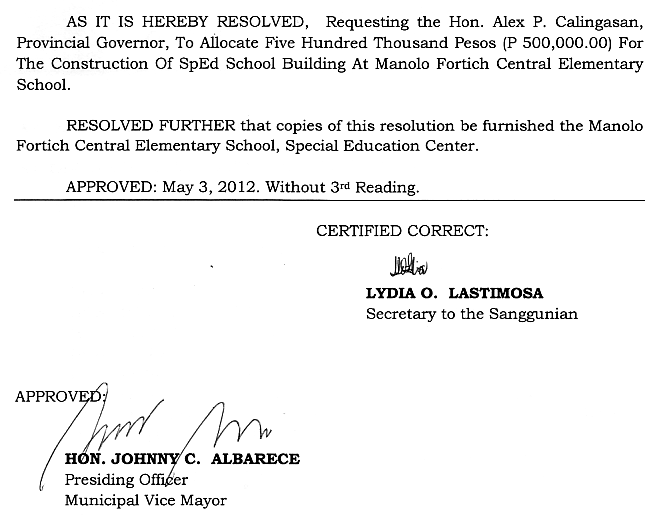 AS IT IS HEREBY RESOLVED, Requesting the Hon. Alex P. Calingasan,
Provincial Governor, To Allocate Five Hundred Thousand Pesos (P 500,000.00) For
The Construction Of SpEd School Building At Manolo Fortich Central Elementary
School.
RESOLVED FURTHER that copies of this resolution be furnished the Manolo
Fortich Central Elementary School, Special Education Center.
APPROVED: May 3, 2012. Without 3rd Reading.
CERTIFIED CORRECT:
LYDIA O. LASTIMOSA
Secretary to the Sanggunian
APPROVED:
HON. JOHNNY C. ALBARECE
Presiding Officer
Municipal Vice Mayor